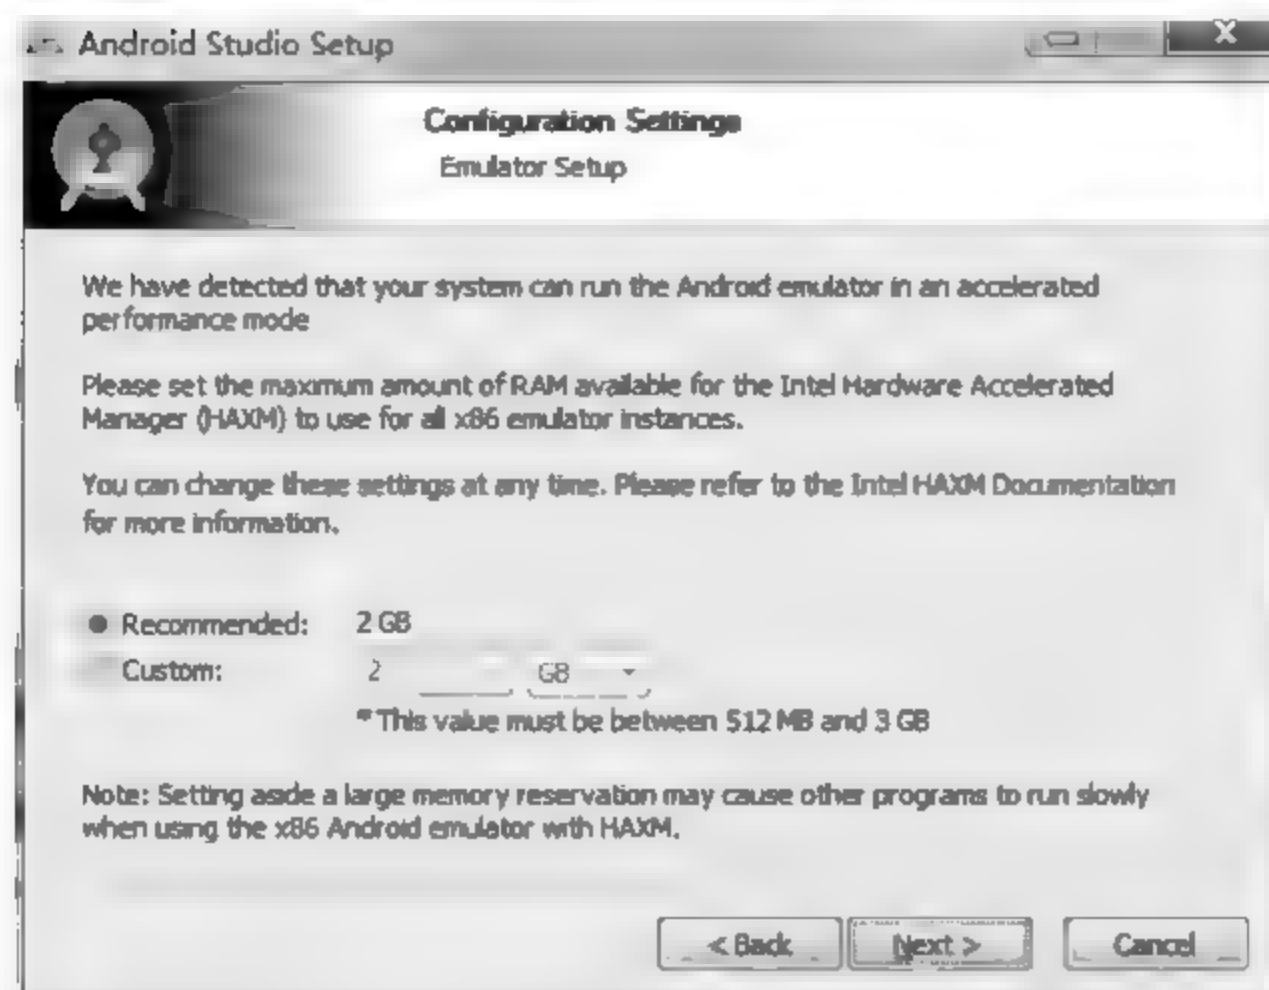 Android Studio Setup
Configuration Settings
Emulator Setup
We have detected that your system can run the Android emulator in an accelerated
performance mode
Please set the maximum amount of RAM available for the Intel Hardware Accelerated
Manager (HAXM) to use for all x86 emulator instances.
You can change these settings at any time. Please refer to the Intel HAXM Documentation
for more information.
Recommended: 2 GB
Custom: 2 GB
* This value must be between 512 MB and 3 GB
Note: Setting aside a large memory reservation may cause other programs to run slowly
when using the x86 Android emulator with HAXM.
< Back Next > Cancel